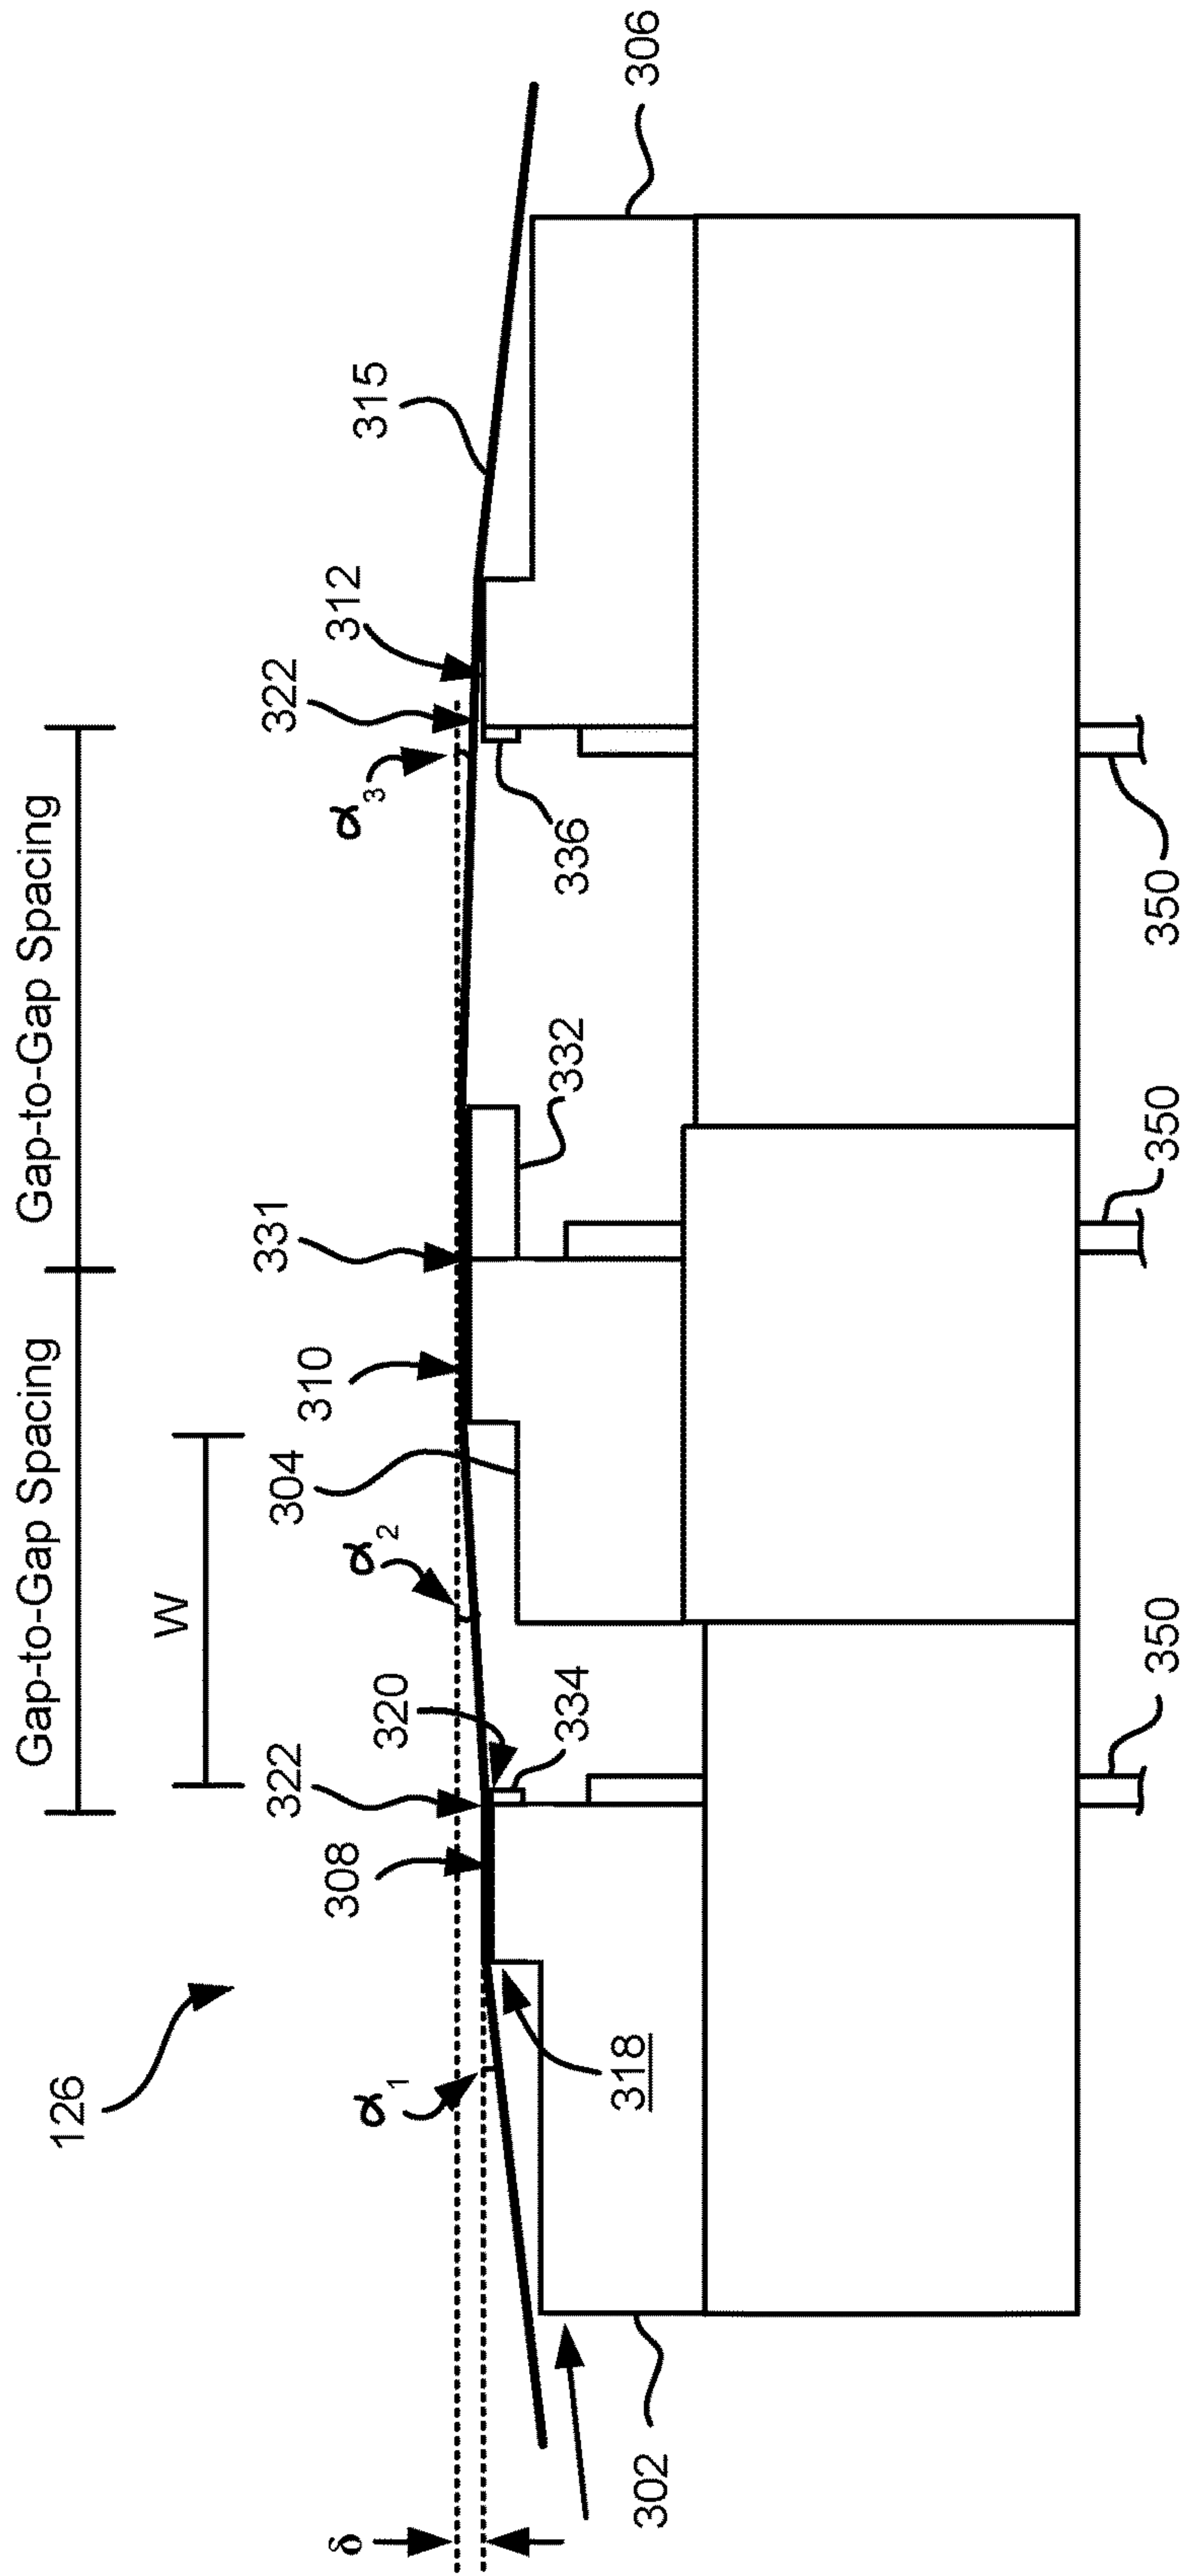 Gap-to-Gap Spacing
Gap-to-Gap Spacing
W
126
δ
α1
308
322
320
334
α2
304
310
331
332
α3
322
312
336
315
306
318
302
350
350
350